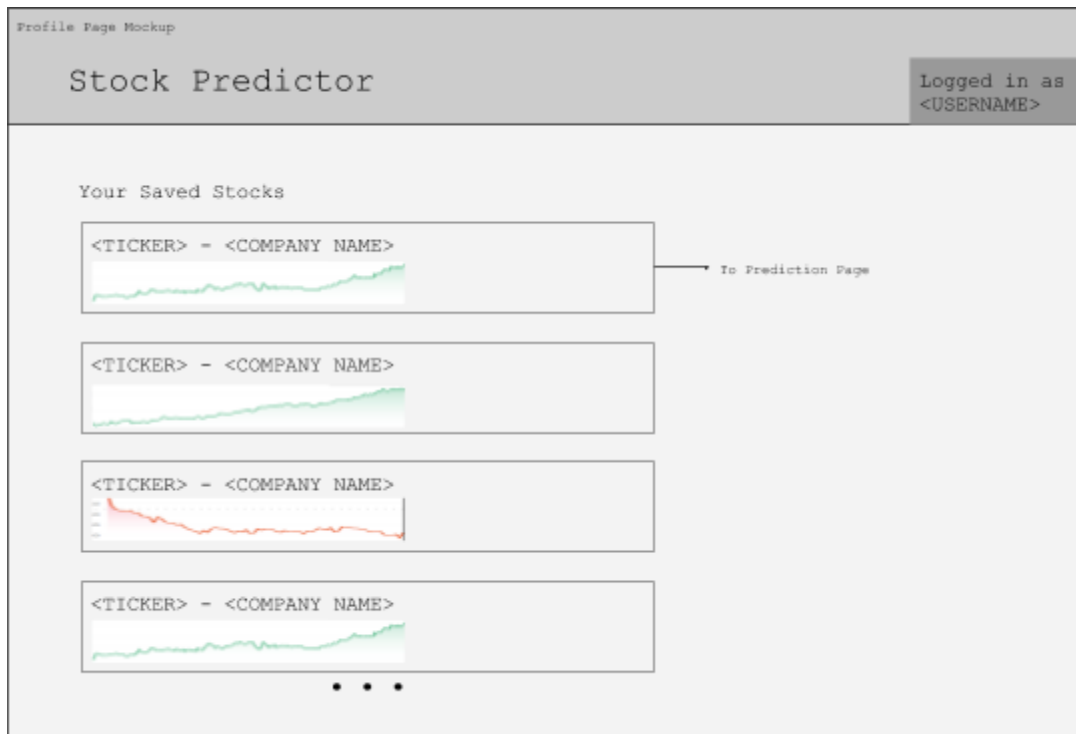 Profile Page Mockup
Stock Predictor
Logged in as
<USERNAME>
Your Saved Stocks
<TICKER> - <COMPANY NAME>
To Prediction Page
<TICKER> - <COMPANY NAME>
<TICKER> - <COMPANY NAME>
<TICKER> - <COMPANY NAME>